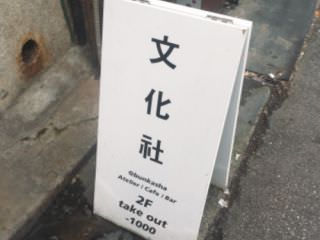 文化社
@bunkasha
Atelier / Cafe / Bar
2F
take out
-1000